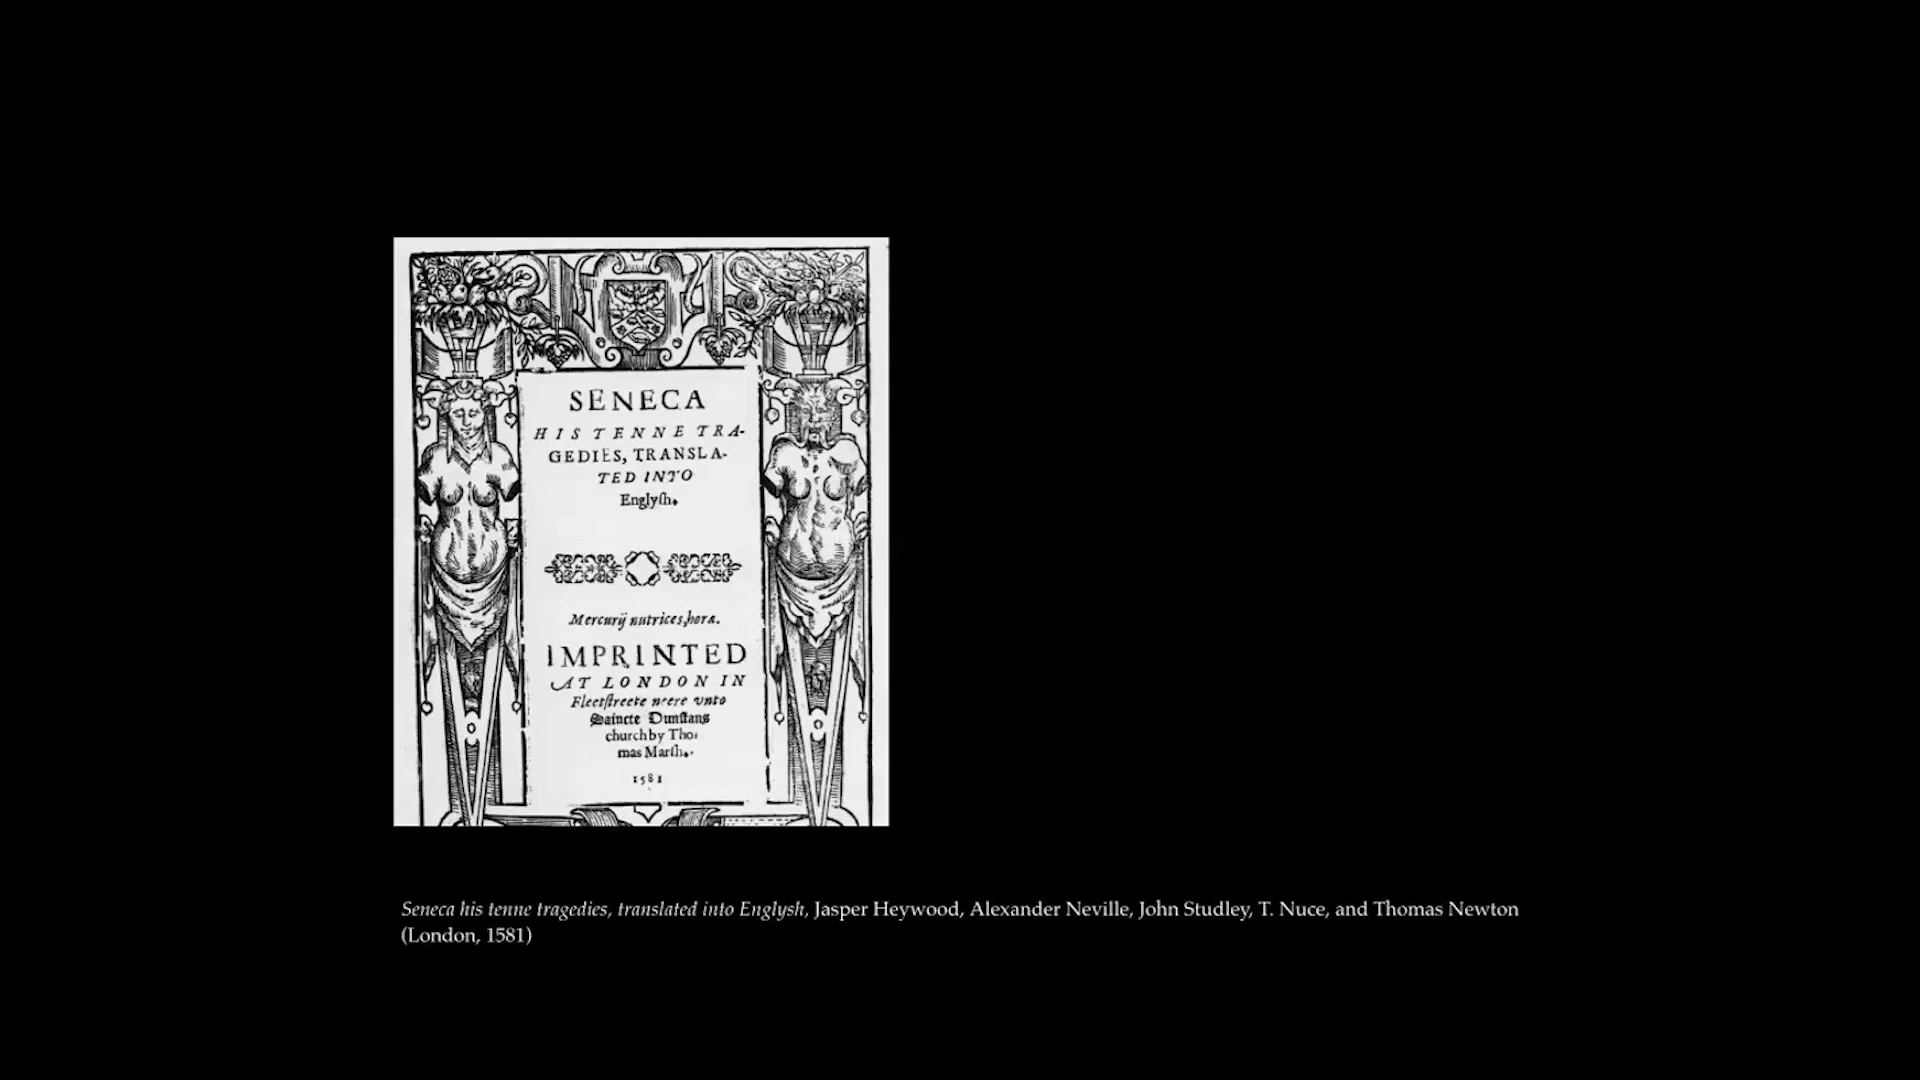 SENECA
HIS TENNE TRA-
GEDIES, TRANSLA-
TED INTO
Englyſh.
Mercurij nutrices, horæ.
IMPRINTED
AT LONDON IN
Fleetſtreete neere vnto
Saincte Dunſtans
church by Tho-
mas Marſh.
1581
Seneca his tenne tragedies, translated into Englysh, Jasper Heywood, Alexander Neville, John Studley, T. Nuce, and Thomas Newton
(London, 1581)